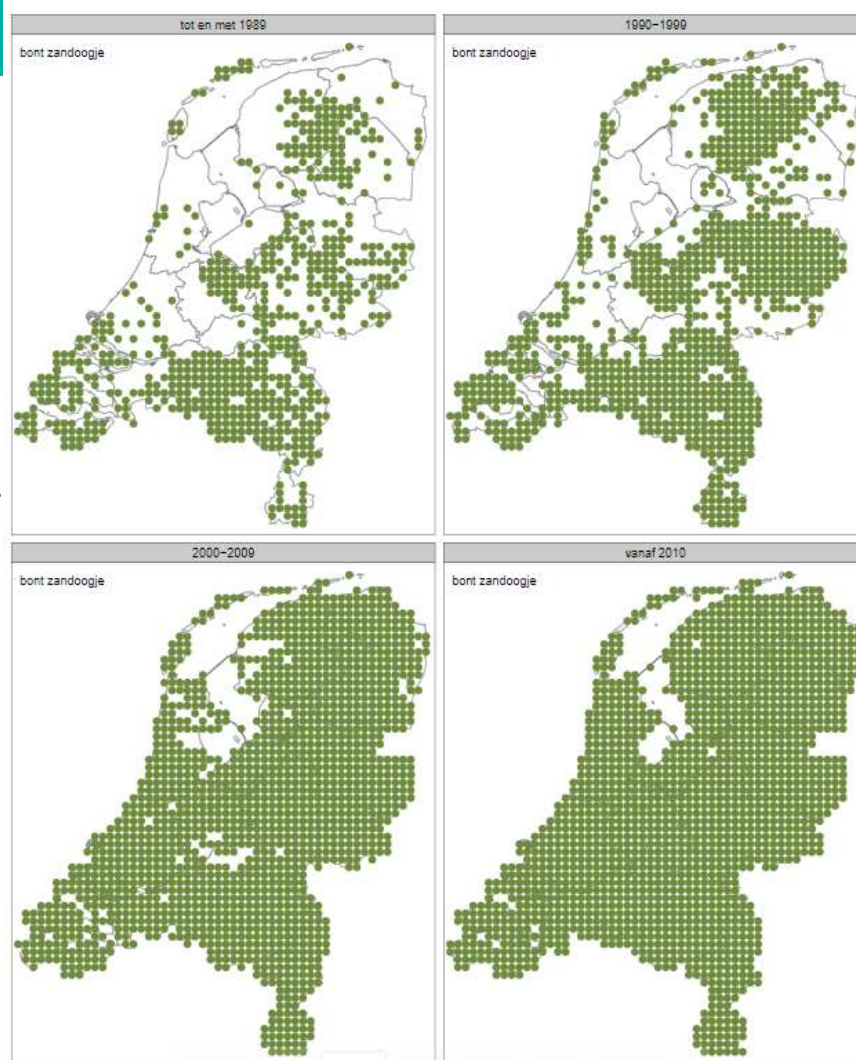 tot en met 1989
bont zandoogje
1990-1999
bont zandoogje
2000-2009
bont zandoogje
vanaf 2010
bont zandoogje